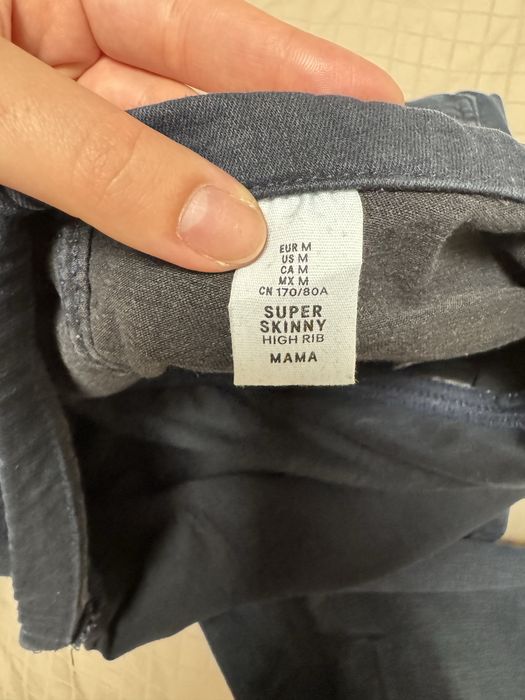 EUR M
US M
CA M
MX M
CN 170/80A
SUPER
SKINNY
HIGH RIB
MAMA